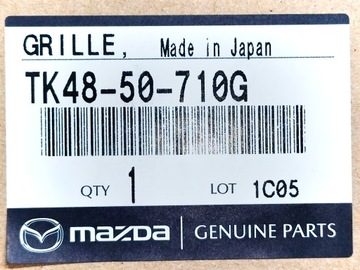 GRILLE, Made in Japan
TK48-50-710G
QTY 1 LOT 1C05
mazda GENUINE PARTS